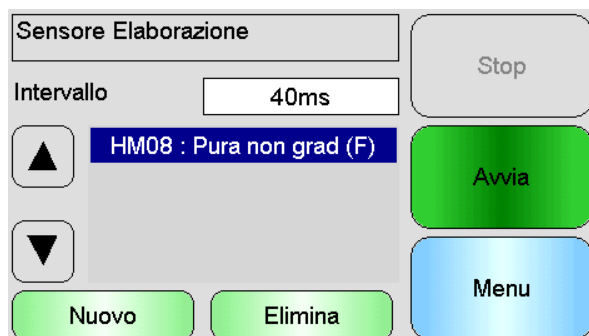 Sensore Elaborazione
Stop
Intervallo
40ms
HM08 : Pura non grad (F)
Avvia
Menu
Nuovo
Elimina